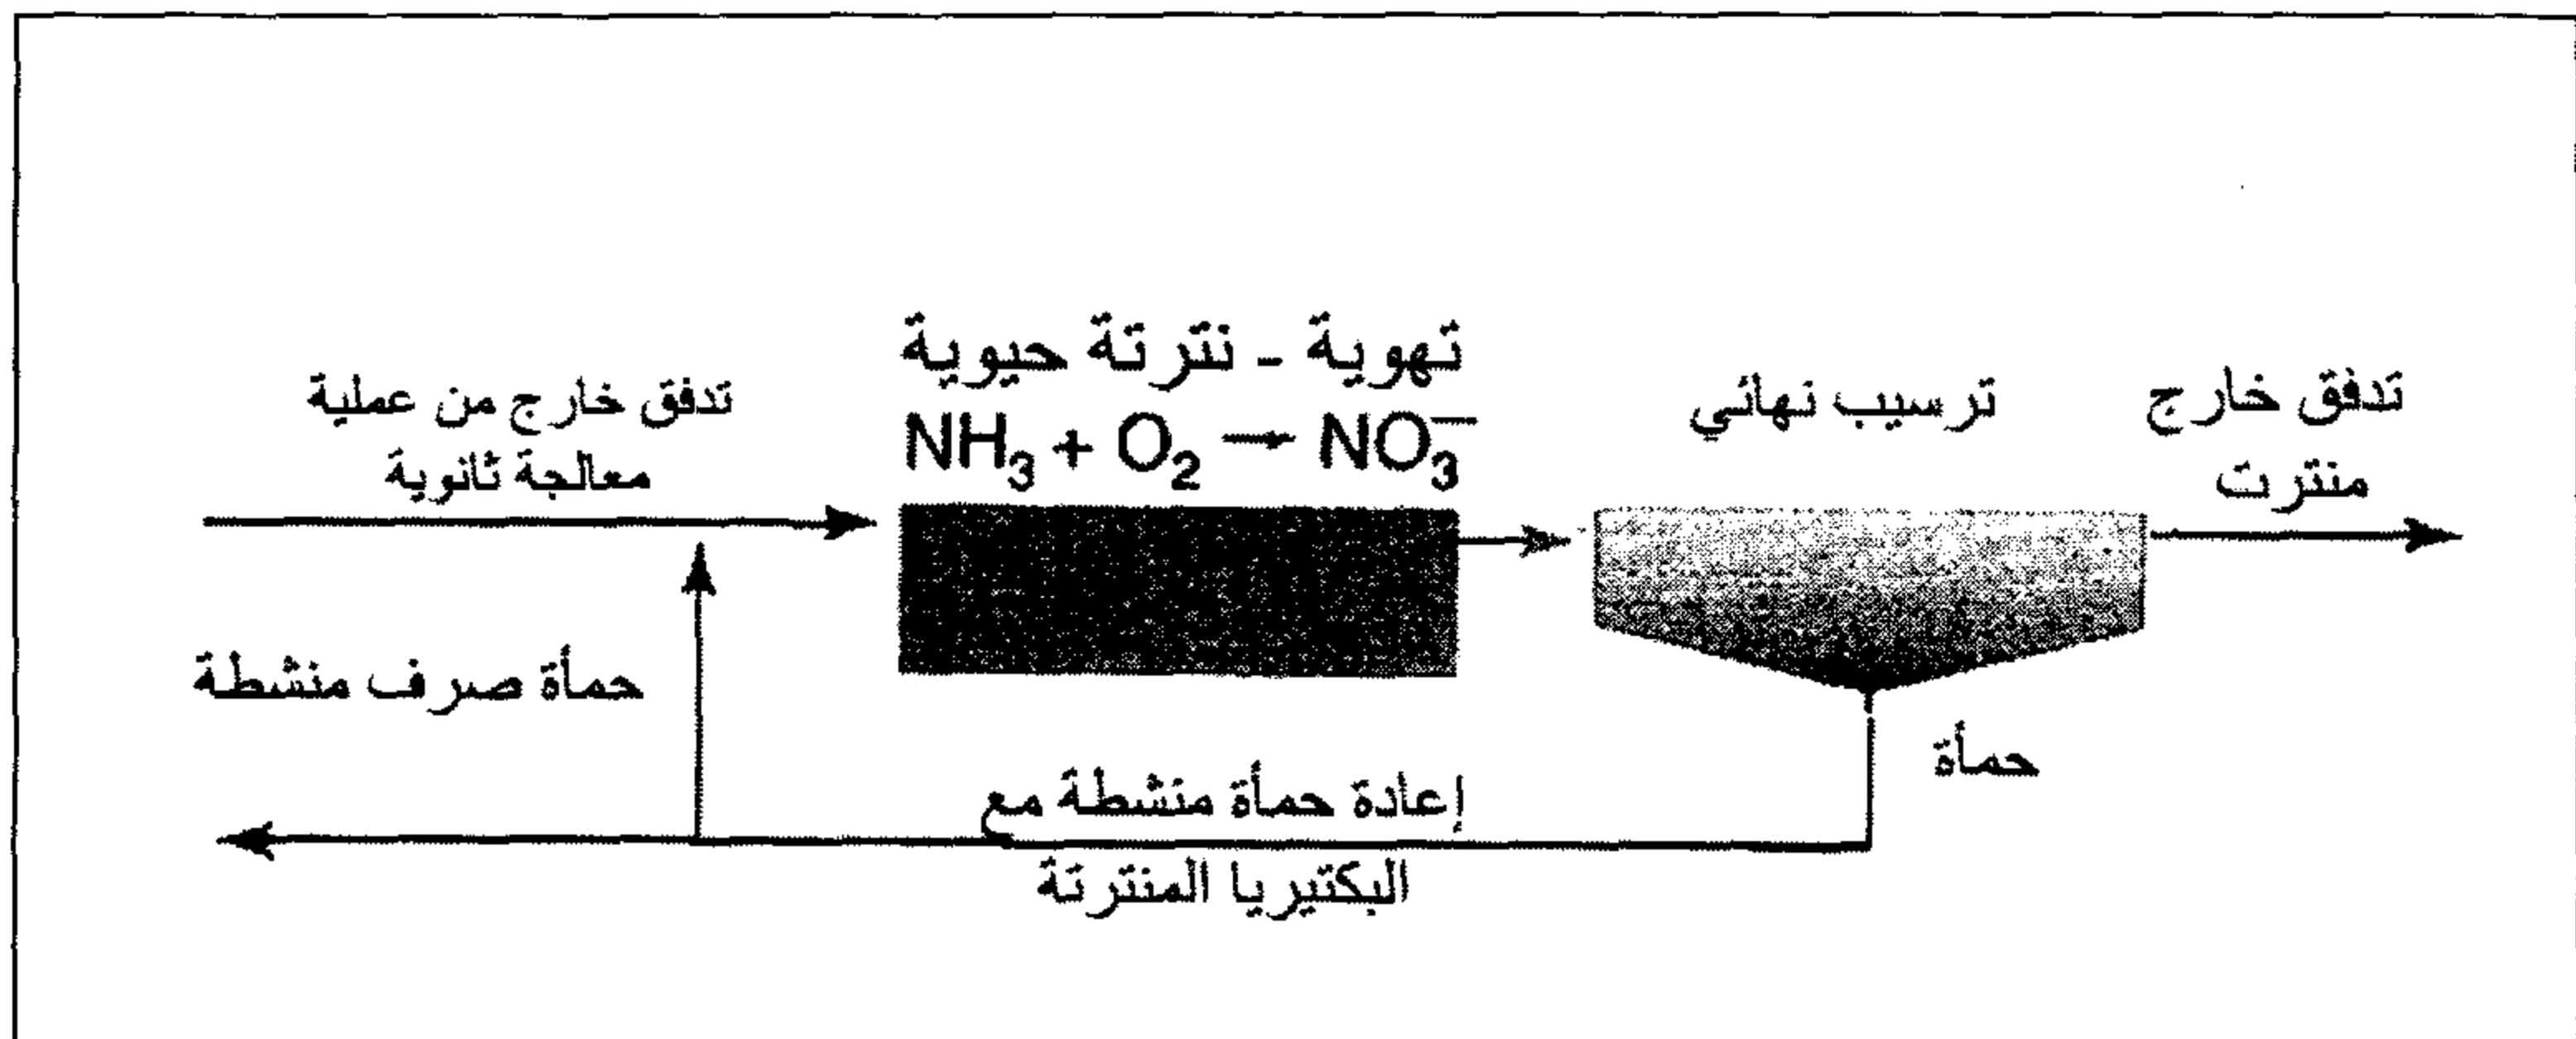 تهوية - نترتة حيوية
NH₃ + O₂ → NO₃⁻
تدفق خارج من عملية
معالجة ثانوية
ترسيب نهائي
تدفق خارج
منترت
حمأة صرف منشطة
حمأة
إعادة حمأة منشطة مع
البكتيريا المنترتة